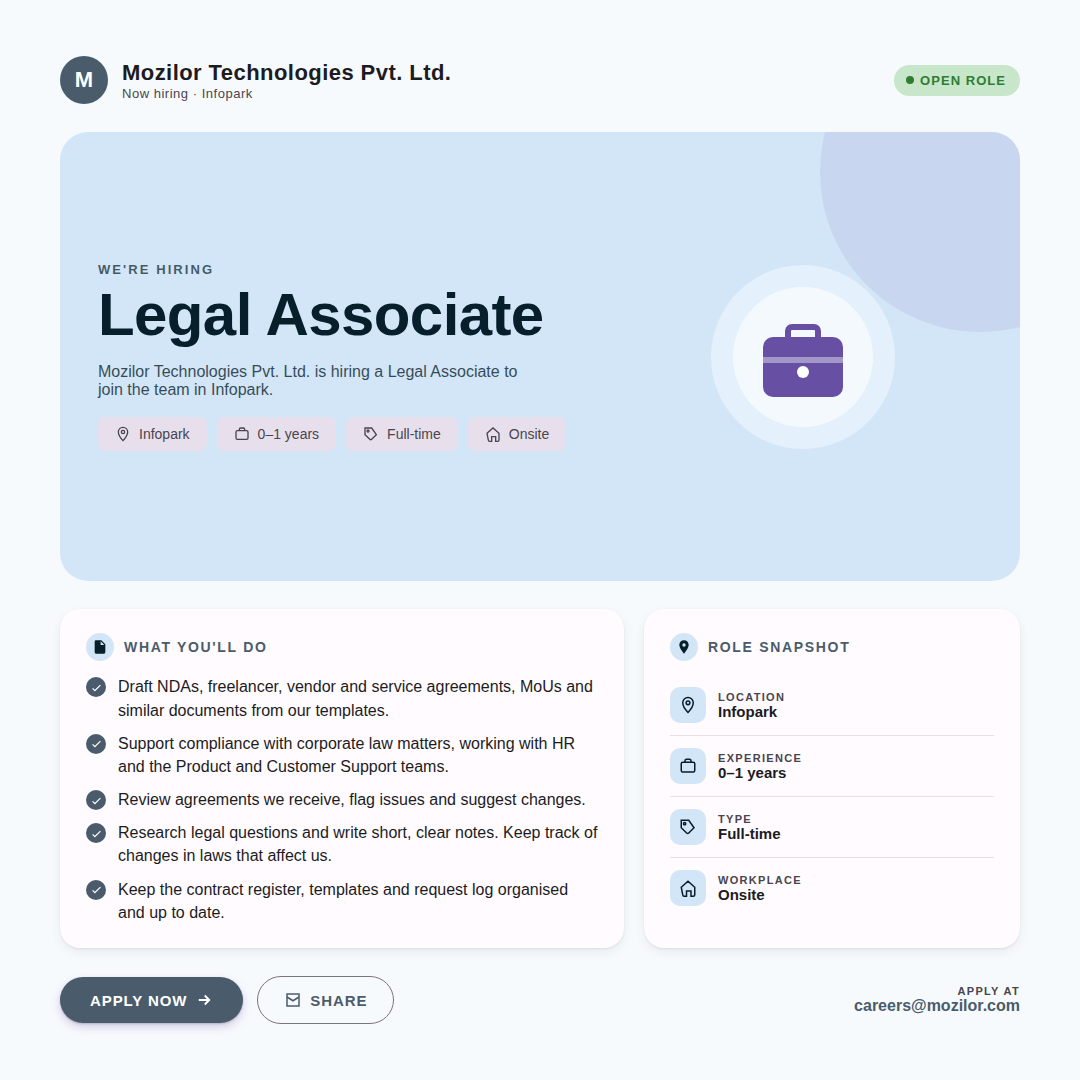 M
Mozilor Technologies Pvt. Ltd.
Now hiring · Infopark
OPEN ROLE
WE'RE HIRING
Legal Associate
Mozilor Technologies Pvt. Ltd. is hiring a Legal Associate to
join the team in Infopark.
Infopark
0–1 years
Full-time
Onsite
WHAT YOU'LL DO
Draft NDAs, freelancer, vendor and service agreements, MoUs and
similar documents from our templates.
Support compliance with corporate law matters, working with HR
and the Product and Customer Support teams.
Review agreements we receive, flag issues and suggest changes.
Research legal questions and write short, clear notes. Keep track of
changes in laws that affect us.
Keep the contract register, templates and request log organised
and up to date.
ROLE SNAPSHOT
LOCATION
Infopark
EXPERIENCE
0–1 years
TYPE
Full-time
WORKPLACE
Onsite
APPLY NOW
SHARE
APPLY AT
careers@mozilor.com